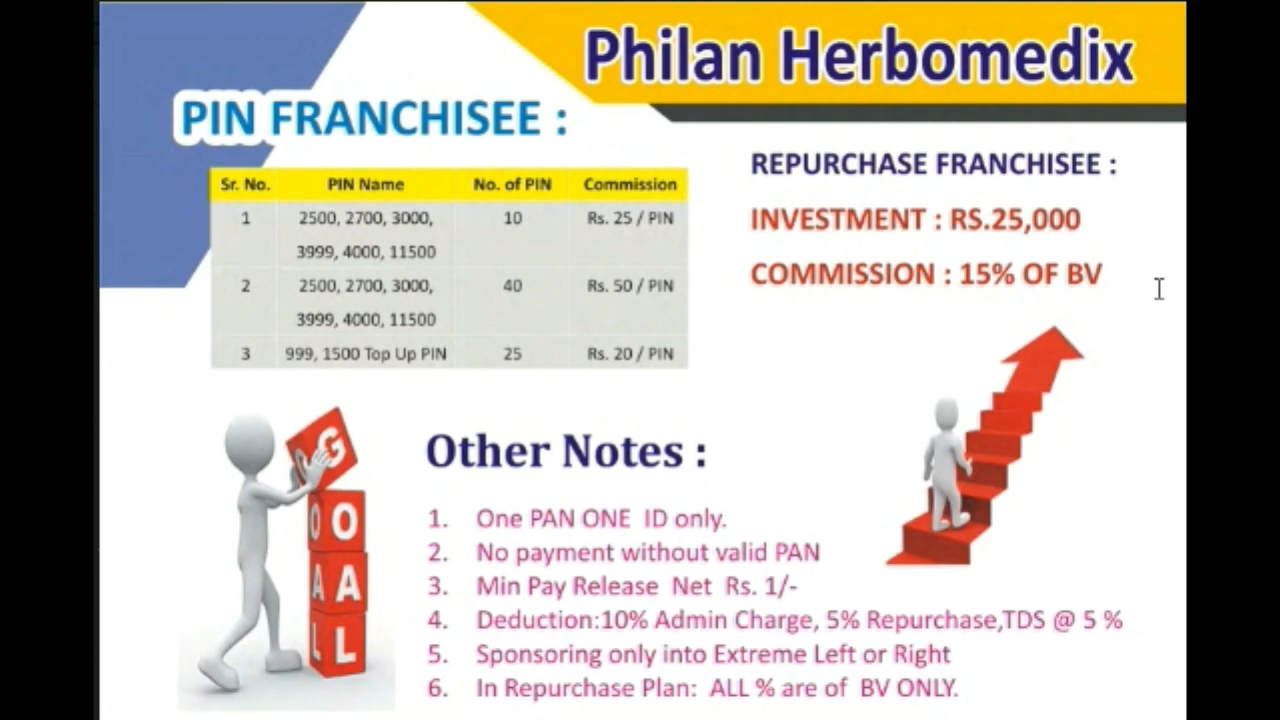 Philan Herbomedix
PIN FRANCHISEE :
Sr. No. PIN Name No. of PIN Commission
1 2500, 2700, 3000, 10 Rs. 25 / PIN
3999, 4000, 11500
2 2500, 2700, 3000, 40 Rs. 50 / PIN
3999, 4000, 11500
3 999, 1500 Top Up PIN 25 Rs. 20 / PIN
REPURCHASE FRANCHISEE :
INVESTMENT : RS.25,000
COMMISSION : 15% OF BV
G
O O
A A
L L
Other Notes :
1. One PAN ONE ID only.
2. No payment without valid PAN
3. Min Pay Release Net Rs. 1/-
4. Deduction:10% Admin Charge, 5% Repurchase,TDS @ 5 %
5. Sponsoring only into Extreme Left or Right
6. In Repurchase Plan: ALL % are of BV ONLY.